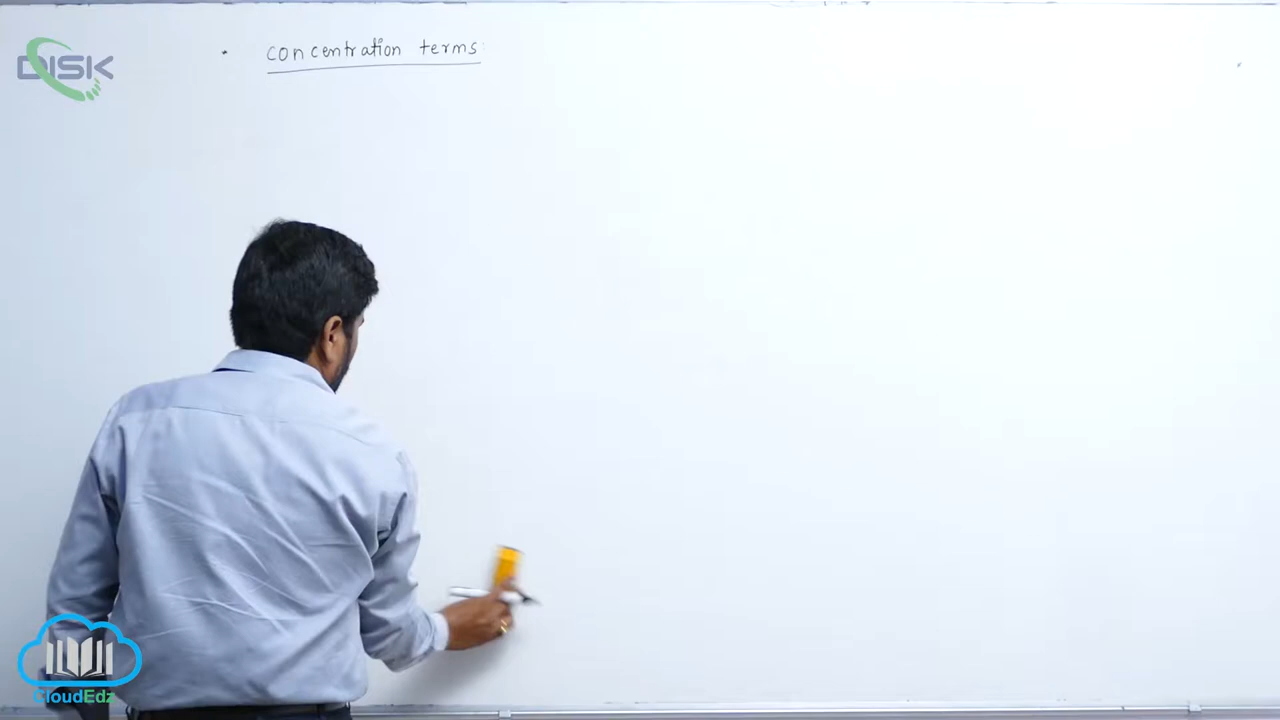 DISK
• concentration terms:
CloudEdz